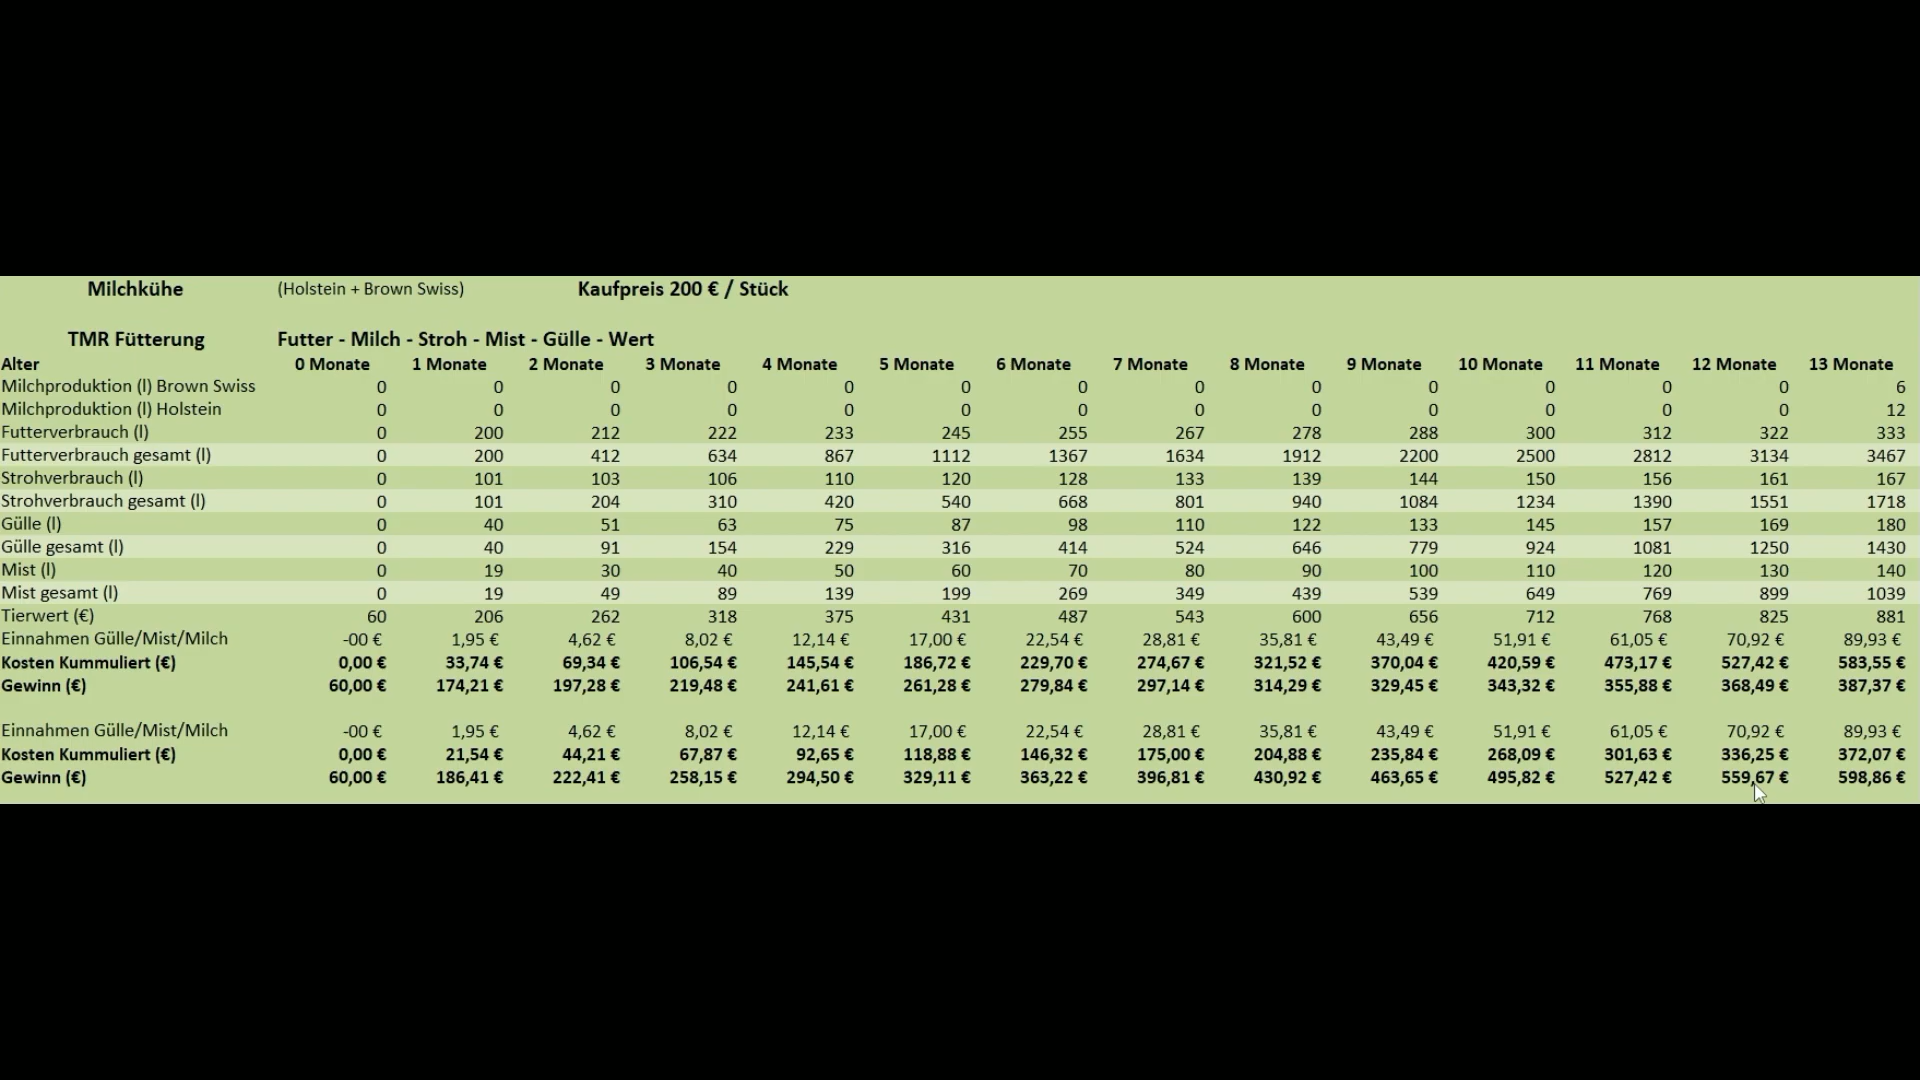 Milchkühe (Holstein + Brown Swiss) Kaufpreis 200 € / Stück
TMR Fütterung Futter - Milch - Stroh - Mist - Gülle - Wert
Alter 0 Monate 1 Monate 2 Monate 3 Monate 4 Monate 5 Monate 6 Monate 7 Monate 8 Monate 9 Monate 10 Monate 11 Monate 12 Monate 13 Monate
Milchproduktion (l) Brown Swiss 0 0 0 0 0 0 0 0 0 0 0 0 0 6
Milchproduktion (l) Holstein 0 0 0 0 0 0 0 0 0 0 0 0 0 12
Futterverbrauch (l) 0 200 212 222 233 245 255 267 278 288 300 312 322 333
Futterverbrauch gesamt (l) 0 200 412 634 867 1112 1367 1634 1912 2200 2500 2812 3134 3467
Strohverbrauch (l) 0 101 103 106 110 120 128 133 139 144 150 156 161 167
Strohverbrauch gesamt (l) 0 101 204 310 420 540 668 801 940 1084 1234 1390 1551 1718
Gülle (l) 0 40 51 63 75 87 98 110 122 133 145 157 169 180
Gülle gesamt (l) 0 40 91 154 229 316 414 524 646 779 924 1081 1250 1430
Mist (l) 0 19 30 40 50 60 70 80 90 100 110 120 130 140
Mist gesamt (l) 0 19 49 89 139 199 269 349 439 539 649 769 899 1039
Tierwert (€) 60 206 262 318 375 431 487 543 600 656 712 768 825 881
Einnahmen Gülle/Mist/Milch -00 € 1,95 € 4,62 € 8,02 € 12,14 € 17,00 € 22,54 € 28,81 € 35,81 € 43,49 € 51,91 € 61,05 € 70,92 € 89,93 €
Kosten Kummuliert (€) 0,00 € 33,74 € 69,34 € 106,54 € 145,54 € 186,72 € 229,70 € 274,67 € 321,52 € 370,04 € 420,59 € 473,17 € 527,42 € 583,55 €
Gewinn (€) 60,00 € 174,21 € 197,28 € 219,48 € 241,61 € 261,28 € 279,84 € 297,14 € 314,29 € 329,45 € 343,32 € 355,88 € 368,49 € 387,37 €
Einnahmen Gülle/Mist/Milch -00 € 1,95 € 4,62 € 8,02 € 12,14 € 17,00 € 22,54 € 28,81 € 35,81 € 43,49 € 51,91 € 61,05 € 70,92 € 89,93 €
Kosten Kummuliert (€) 0,00 € 21,54 € 44,21 € 67,87 € 92,65 € 118,88 € 146,32 € 175,00 € 204,88 € 235,84 € 268,09 € 301,63 € 336,25 € 372,07 €
Gewinn (€) 60,00 € 186,41 € 222,41 € 258,15 € 294,50 € 329,11 € 363,22 € 396,81 € 430,92 € 463,65 € 495,82 € 527,42 € 559,67 € 598,86 €